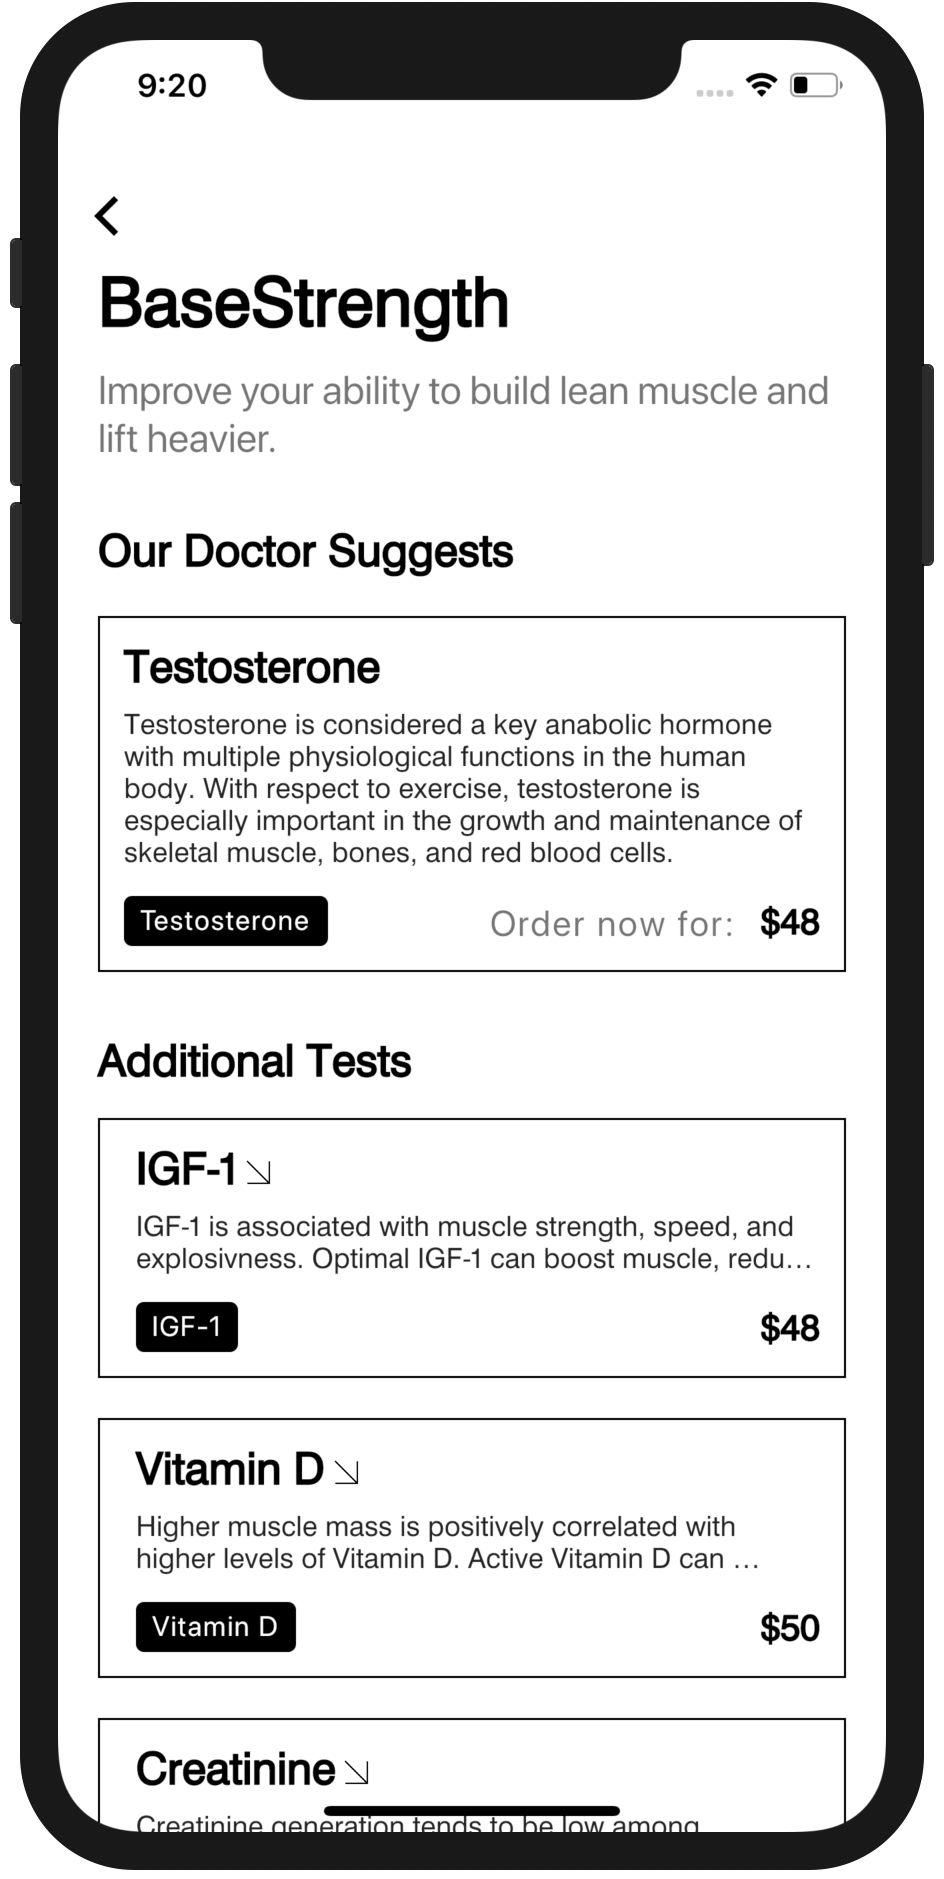 9:20
BaseStrength
Improve your ability to build lean muscle and
lift heavier.
Our Doctor Suggests
Testosterone
Testosterone is considered a key anabolic hormone
with multiple physiological functions in the human
body. With respect to exercise, testosterone is
especially important in the growth and maintenance of
skeletal muscle, bones, and red blood cells.
Testosterone Order now for: $48
Additional Tests
IGF-1
IGF-1 is associated with muscle strength, speed, and
explosivness. Optimal IGF-1 can boost muscle, redu...
IGF-1 $48
Vitamin D
Higher muscle mass is positively correlated with
higher levels of Vitamin D. Active Vitamin D can ...
Vitamin D $50
Creatinine
Creatinine generation tends to be low among